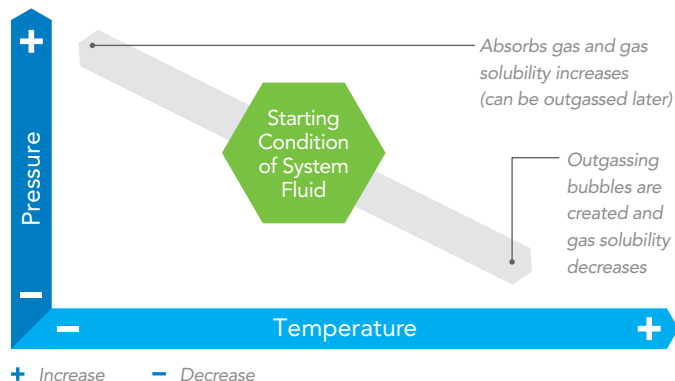 +
Absorbs gas and gas
solubility increases
(can be outgassed later)
Starting
Condition
of System
Fluid
Pressure
Outgassing
bubbles are
created and
gas solubility
decreases
−
− Temperature +
+ Increase − Decrease